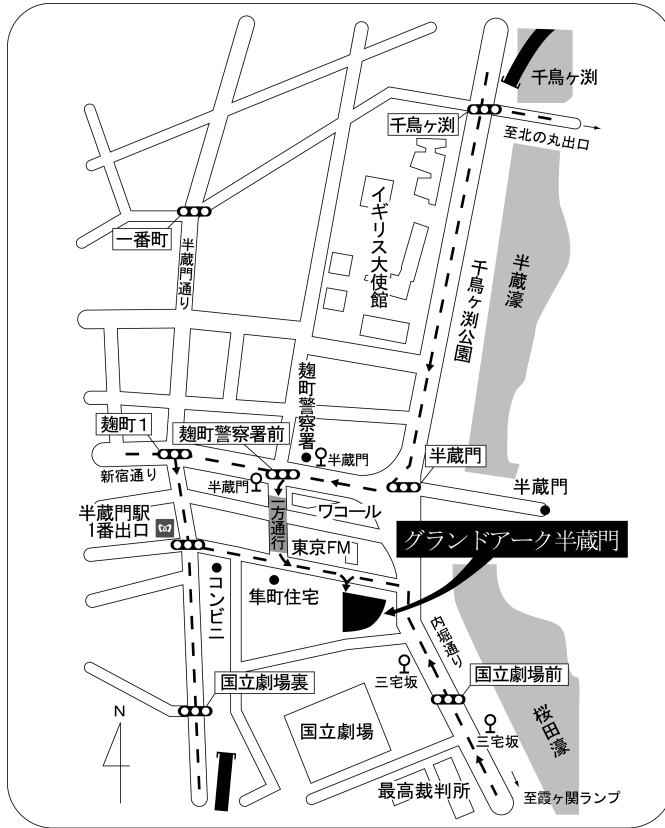 千鳥ヶ渕
千鳥ヶ渕
至北の丸出口
イギリス大使館
一番町
半蔵門通り
半蔵濠
千鳥ヶ渕公園
麹町警察署
麹町1
麹町警察署前
半蔵門
半蔵門
新宿通り
半蔵門
半蔵門
ワコール
半蔵門駅
1番出口
一方通行
東京FM
グランドアーク半蔵門
コンビニ
隼町住宅
内堀通り
三宅坂
国立劇場裏
国立劇場前
N
国立劇場
三宅坂
桜田濠
最高裁判所
至霞ヶ関ランプ